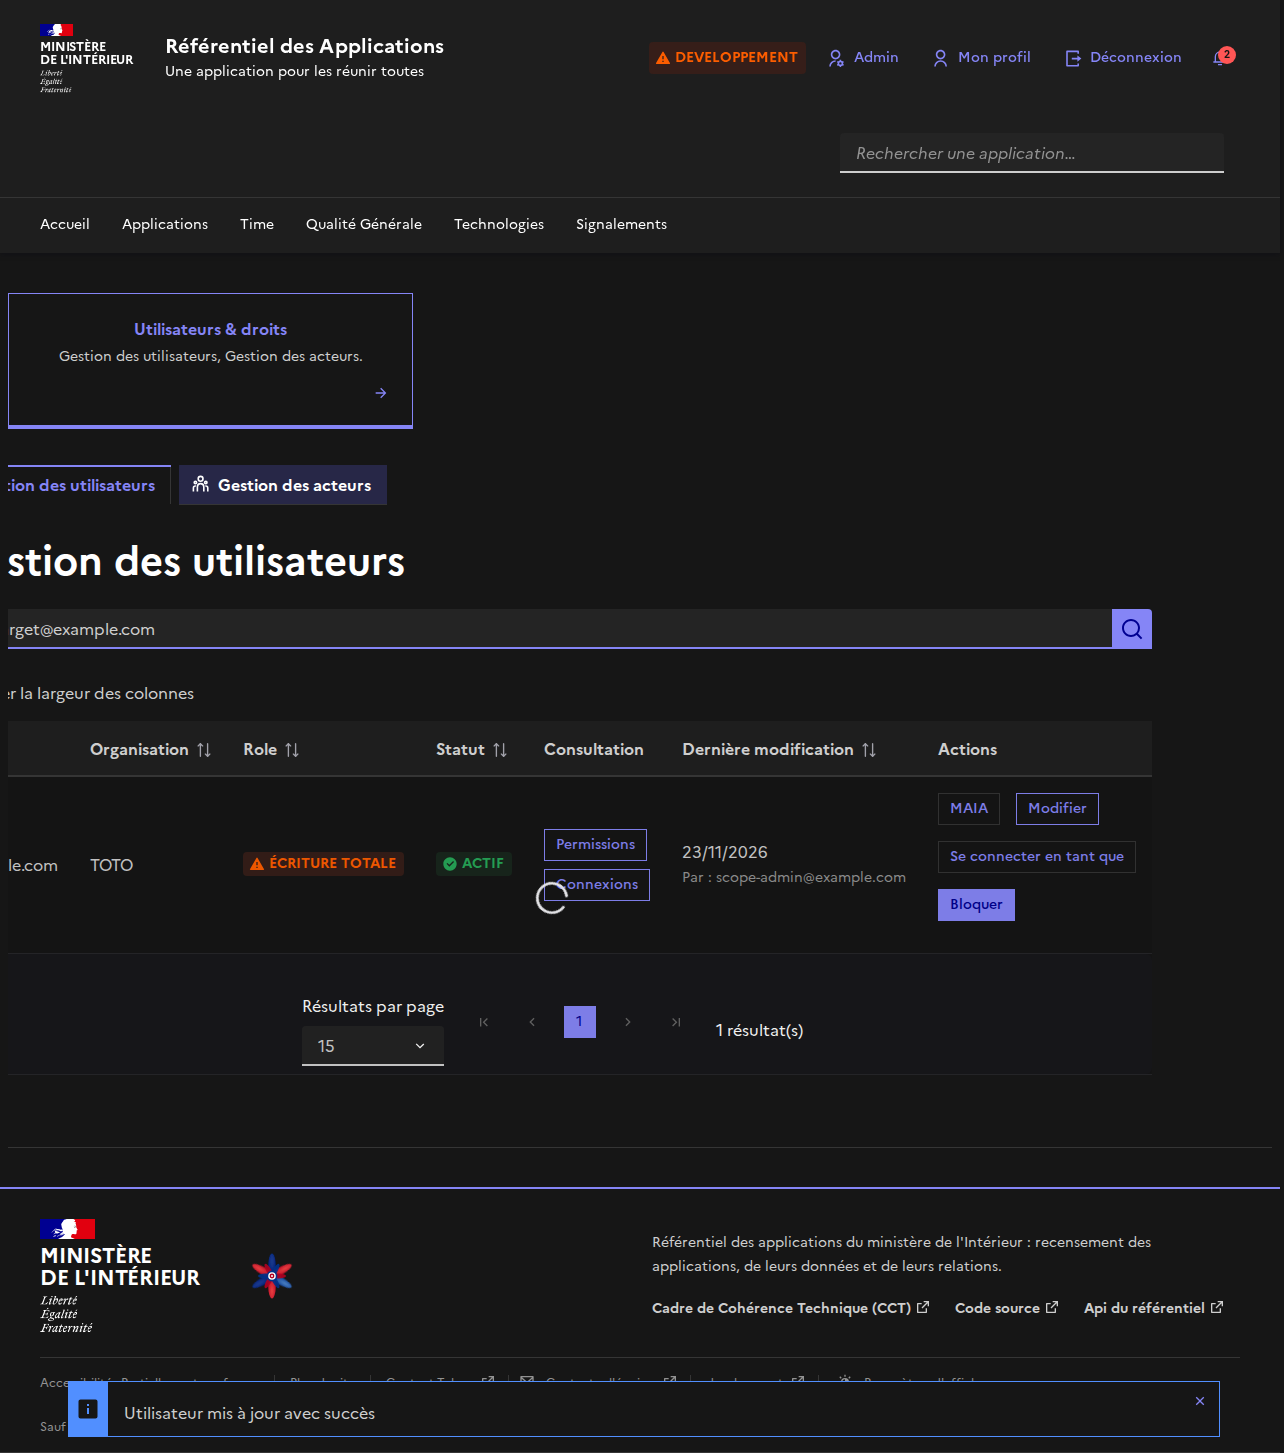 MINISTÈRE
DE L'INTÉRIEUR
Liberté
Égalité
Fraternité
Référentiel des Applications
Une application pour les réunir toutes
DEVELOPPEMENT
Admin
Mon profil
Déconnexion
2
Rechercher une application...
Accueil
Applications
Time
Qualité Générale
Technologies
Signalements
Utilisateurs & droits
Gestion des utilisateurs, Gestion des acteurs.
tion des utilisateurs
Gestion des acteurs
stion des utilisateurs
rget@example.com
er la largeur des colonnes
Organisation
Role
Statut
Consultation
Dernière modification
Actions
le.com
TOTO
ÉCRITURE TOTALE
ACTIF
Permissions
Connexions
23/11/2026
Par : scope-admin@example.com
MAIA
Modifier
Se connecter en tant que
Bloquer
Résultats par page
15
1
1 résultat(s)
MINISTÈRE
DE L'INTÉRIEUR
Liberté
Égalité
Fraternité
Référentiel des applications du ministère de l'Intérieur : recensement des
applications, de leurs données et de leurs relations.
Cadre de Cohérence Technique (CCT)
Code source
Api du référentiel
Sauf
Utilisateur mis à jour avec succès